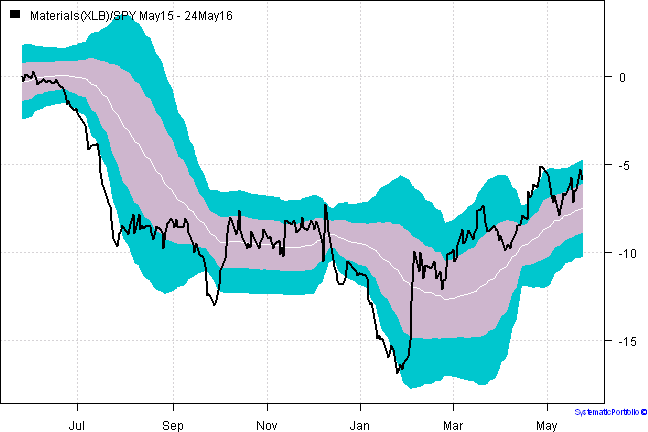 Materials(XLB)/SPY May15 - 24May16
0
-5
-10
-15
Jul Sep Nov Jan Mar May
SystematicPortfolio ©